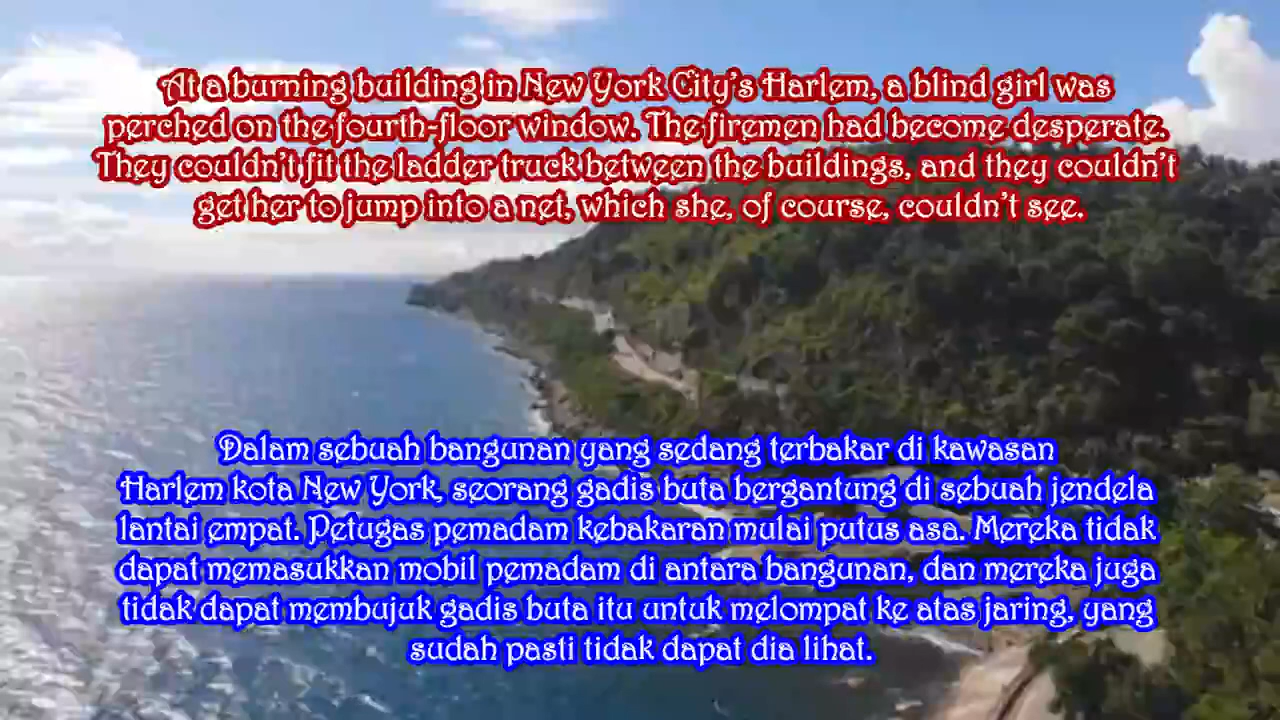 At a burning building in New York City's Harlem, a blind girl was
perched on the fourth-floor window. The firemen had become desperate.
They couldn't fit the ladder truck between the buildings, and they couldn't
get her to jump into a net, which she, of course, couldn't see.
Dalam sebuah bangunan yang sedang terbakar di kawasan
Harlem kota New York, seorang gadis buta bergantung di sebuah jendela
lantai empat. Petugas pemadam kebakaran mulai putus asa. Mereka tidak
dapat memasukkan mobil pemadam di antara bangunan, dan mereka juga
tidak dapat membujuk gadis buta itu untuk melompat ke atas jaring, yang
sudah pasti tidak dapat dia lihat.